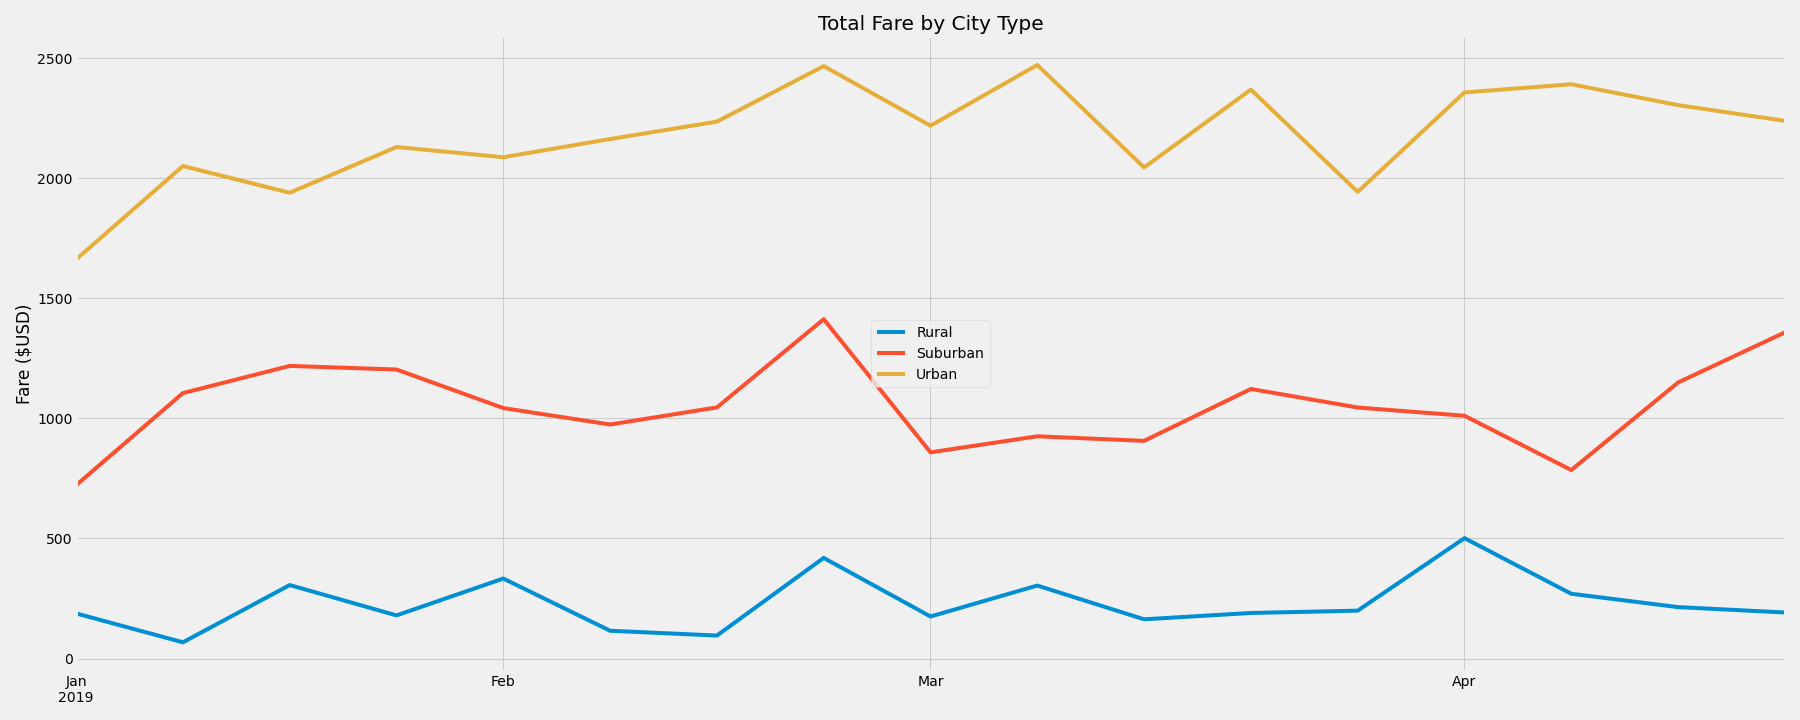 Total Fare by City Type
Fare ($USD)
2500
2000
1500
1000
500
0
Rural
Suburban
Urban
Jan Feb Mar Apr
2019